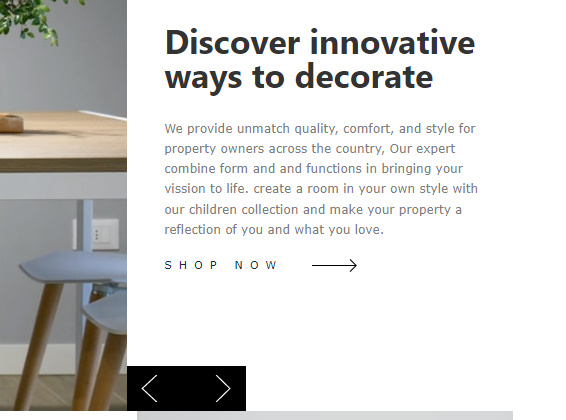 Discover innovative
ways to decorate
We provide unmatch quality, comfort, and style for
property owners across the country, Our expert
combine form and and functions in bringing your
vission to life. create a room in your own style with
our children collection and make your property a
reflection of you and what you love.
SHOP NOW